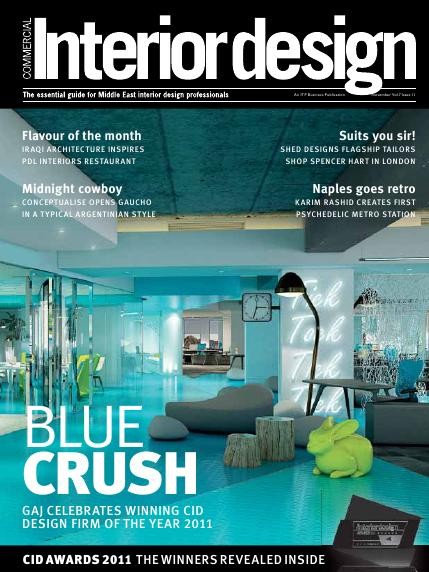 COMMERCIAL
Interior design
The essential guide for Middle East interior design professionals
An ITP Business Publication
Flavour of the month
IRAQI ARCHITECTURE INSPIRES
PDL INTERIORS RESTAURANT
Suits you sir!
SHED DESIGNS FLAGSHIP TAILORS
SHOP SPENCER HART IN LONDON
Midnight cowboy
CONCEPTUALISE OPENS GAUCHO
IN A TYPICAL ARGENTINIAN STYLE
Naples goes retro
KARIM RASHID CREATES FIRST
PSYCHEDELIC METRO STATION
Tick
Tock
Tick
Tock
BLUE
CRUSH
GAJ CELEBRATES WINNING CID
DESIGN FIRM OF THE YEAR 2011
CID AWARDS 2011 THE WINNERS REVEALED INSIDE
Interiordesign